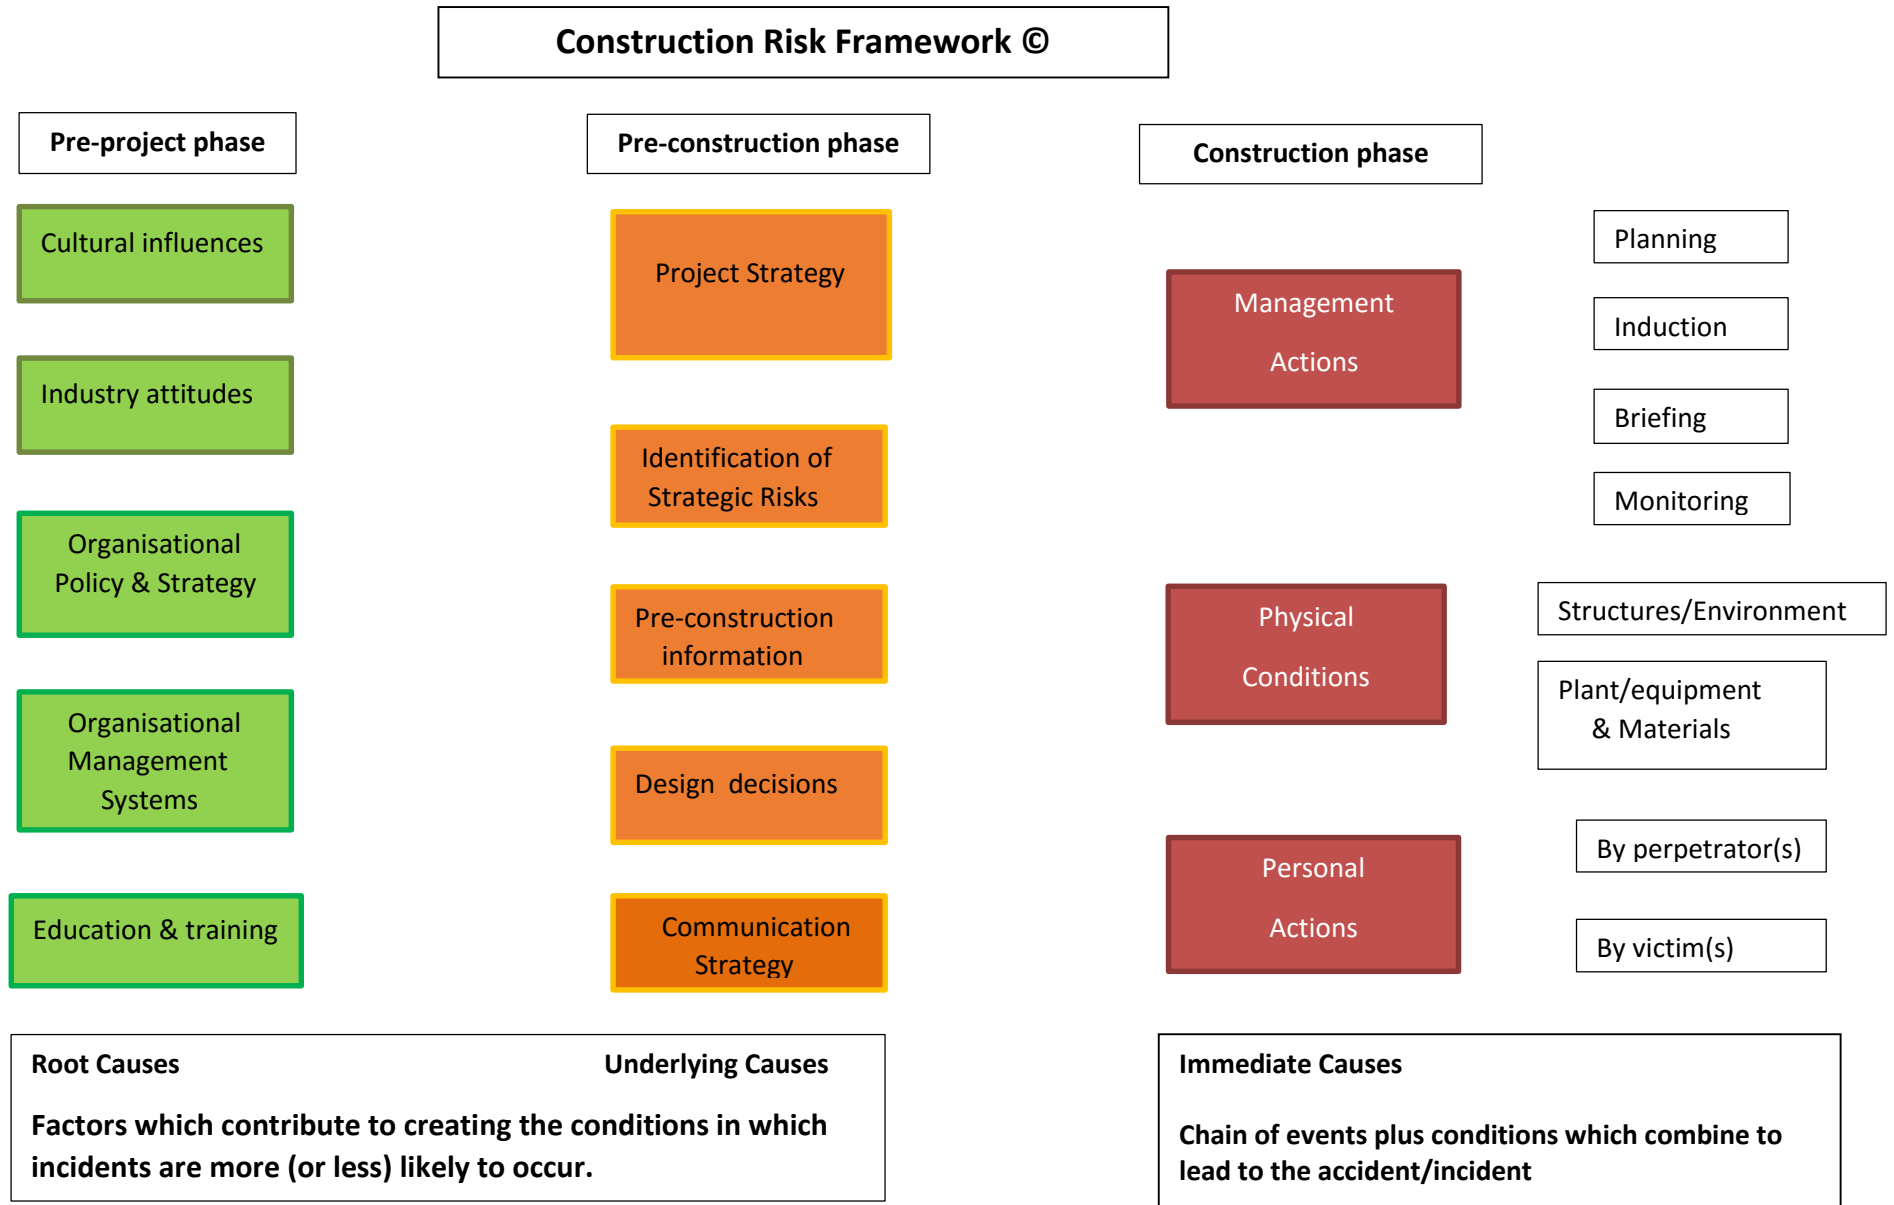 Construction Risk Framework ©
Pre-project phase
Cultural influences
Industry attitudes
Organisational
Policy & Strategy
Organisational
Management
Systems
Education & training
Pre-construction phase
Project Strategy
Identification of
Strategic Risks
Pre-construction
information
Design  decisions
Communication
Strategy
Construction phase
Management
Actions
Planning
Induction
Briefing
Monitoring
Physical
Conditions
Structures/Environment
Plant/equipment
& Materials
Personal
Actions
By perpetrator(s)
By victim(s)
Root Causes
Underlying Causes
Factors which contribute to creating the conditions in which
incidents are more (or less) likely to occur.
Immediate Causes
Chain of events plus conditions which combine to
lead to the accident/incident